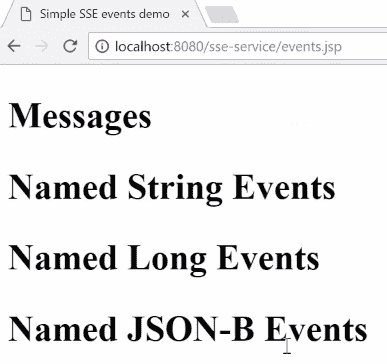 Simple SSE events demo
localhost:8080/sse-service/events.jsp
Messages
Named String Events
Named Long Events
Named JSON-B Events